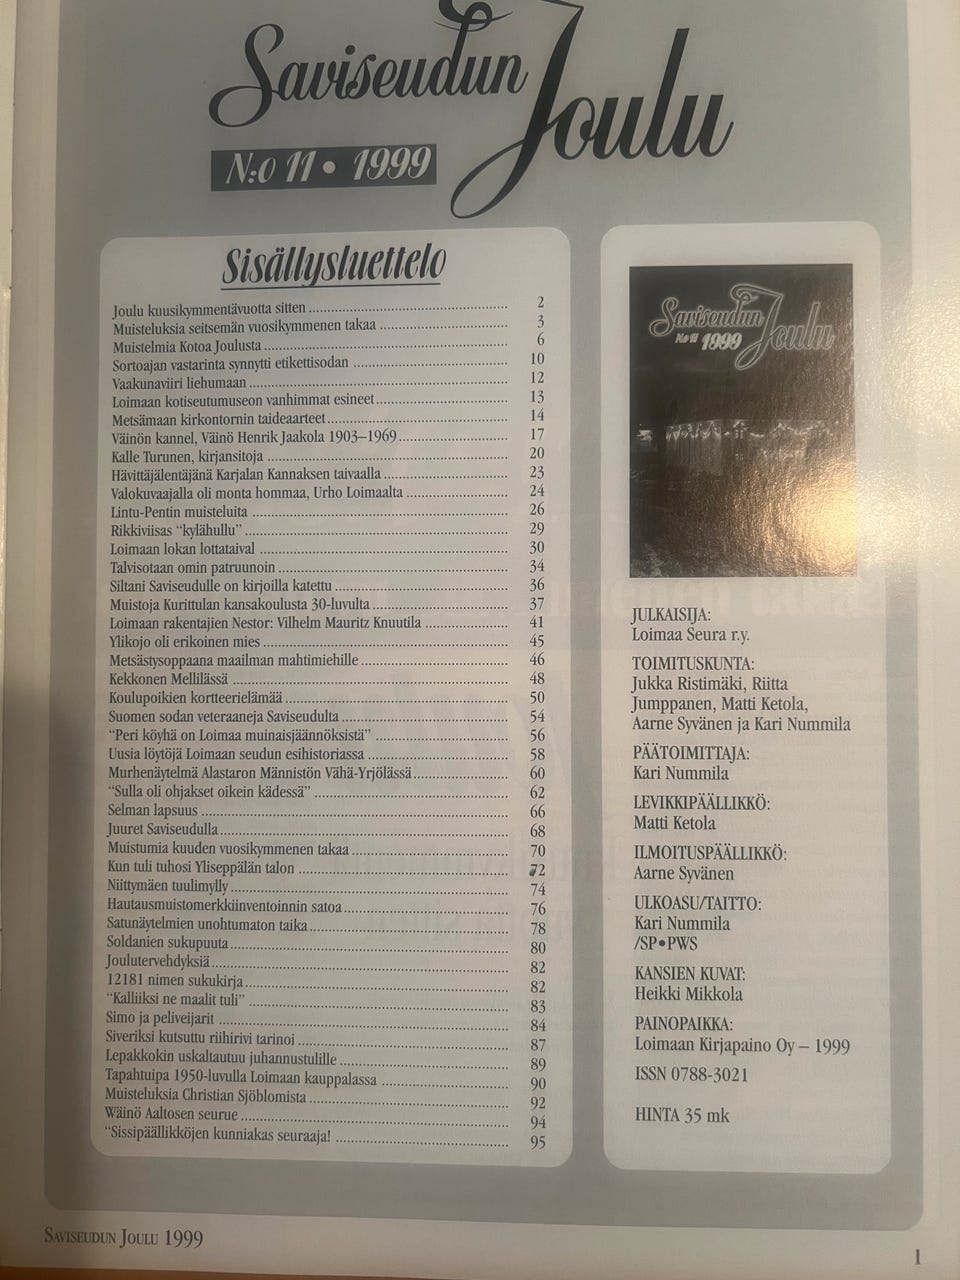 Saviseudun Joulu
N:o 11 • 1999
Sisällysluettelo
Joulu kuusikymmentävuotta sitten 2
Muisteluksia seitsemän vuosikymmenen takaa 3
Muistelmia Kotoa Joulusta 6
Sortoajan vastarinta synnytti etikettisodan 10
Vaakunaviiri liehumaan 12
Loimaan kotiseutumuseon vanhimmat esineet 13
Metsämaan kirkontornin taideaarteet 14
Väinön kannel, Väinö Henrik Jaakola 1903–1969 17
Kalle Turunen, kirjansitoja 20
Hävittäjälentäjänä Karjalan Kannaksen taivaalla 23
Valokuvaajalla oli monta hommaa, Urho Loimaalta 24
Lintu-Pentin muisteluita 26
Rikkiviisas “kylähullu” 29
Loimaan lokan lottataival 30
Talvisotaan omin patruunoin 34
Siltani Saviseudulle on kirjoilla katettu 36
Muistoja Kurittulan kansakoulusta 30-luvulta 37
Loimaan rakentajien Nestor: Vilhelm Mauritz Knuutila 41
Ylikojo oli erikoinen mies 45
Metsästysoppaana maailman mahtimiehille 46
Kekkonen Mellilässä 48
Koulupoikien kortteerielämää 50
Suomen sodan veteraaneja Saviseudulta 54
“Peri köyhä on Loimaa muinaisjäännöksistä” 56
Uusia löytöjä Loimaan seudun esihistoriassa 58
Murhenäytelmä Alastaron Männistön Vähä-Yrjölässä 60
“Sulla oli ohjakset oikein kädessä” 62
Selman lapsuus 66
Juuret Saviseudulla 68
Muistumia kuuden vuosikymmenen takaa 70
Kun tuli tuhosi Yliseppälän talon 72
Niittymäen tuulimylly 74
Hautausmuistomerkkiinventoinnin satoa 76
Satunäytelmien unohtumaton taika 78
Soldanien sukupuuta 80
Joulutervehdyksiä 82
12181 nimen sukukirja 82
“Kalliiksi ne maalit tuli” 83
Simo ja peliveijarit 84
Siveriksi kutsuttu riihirivi tarinoi 87
Lepakkokin uskaltautuu juhannustulille 89
Tapahtuipa 1950-luvulla Loimaan kauppalassa 90
Muisteluksia Christian Sjöblomista 92
Wäinö Aaltosen seurue 94
“Sissipäällikköjen kunniakas seuraaja! 95
Saviseudun Joulu
N:o 11 1999
JULKAISIJA:
Loimaa Seura r.y.
TOIMITUSKUNTA:
Jukka Ristimäki, Riitta
Jumppanen, Matti Ketola,
Aarne Syvänen ja Kari Nummila
PÄÄTOIMITTAJA:
Kari Nummila
LEVIKKIPÄÄLLIKKÖ:
Matti Ketola
ILMOITUSPÄÄLLIKKÖ:
Aarne Syvänen
ULKOASU/TAITTO:
Kari Nummila
/SP•PWS
KANSIEN KUVAT:
Heikki Mikkola
PAINOPAIKKA:
Loimaan Kirjapaino Oy – 1999
ISSN 0788-3021
HINTA 35 mk
SAVISEUDUN JOULU 1999
1